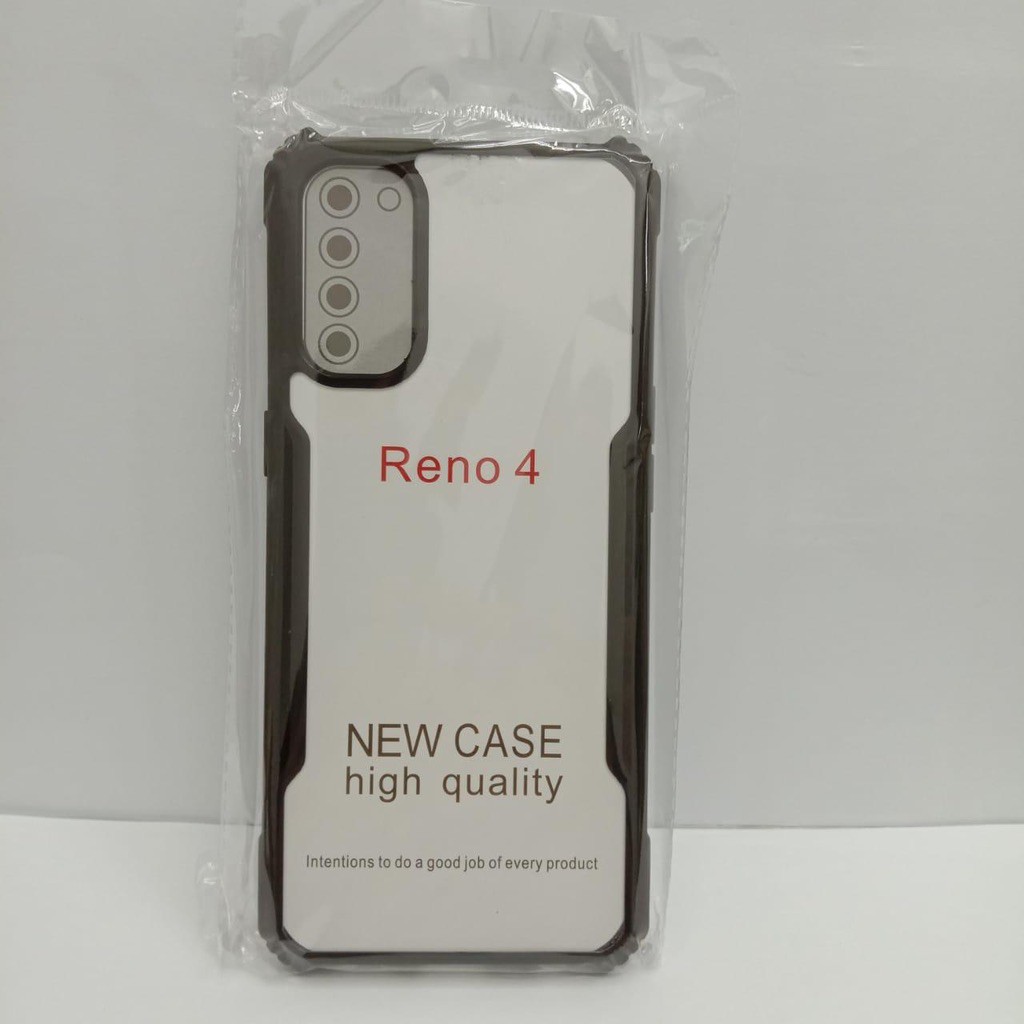 Reno 4
NEW CASE
high quality
Intentions to do a good job of every product